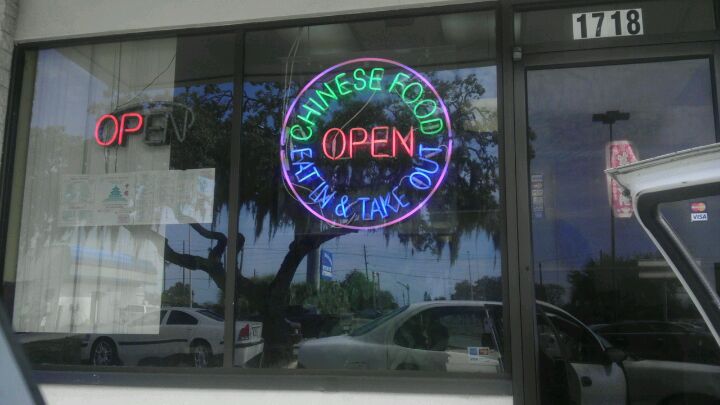 1718
OPEN
CHINESE FOOD
OPEN
EAT IN & TAKE OUT
VISA